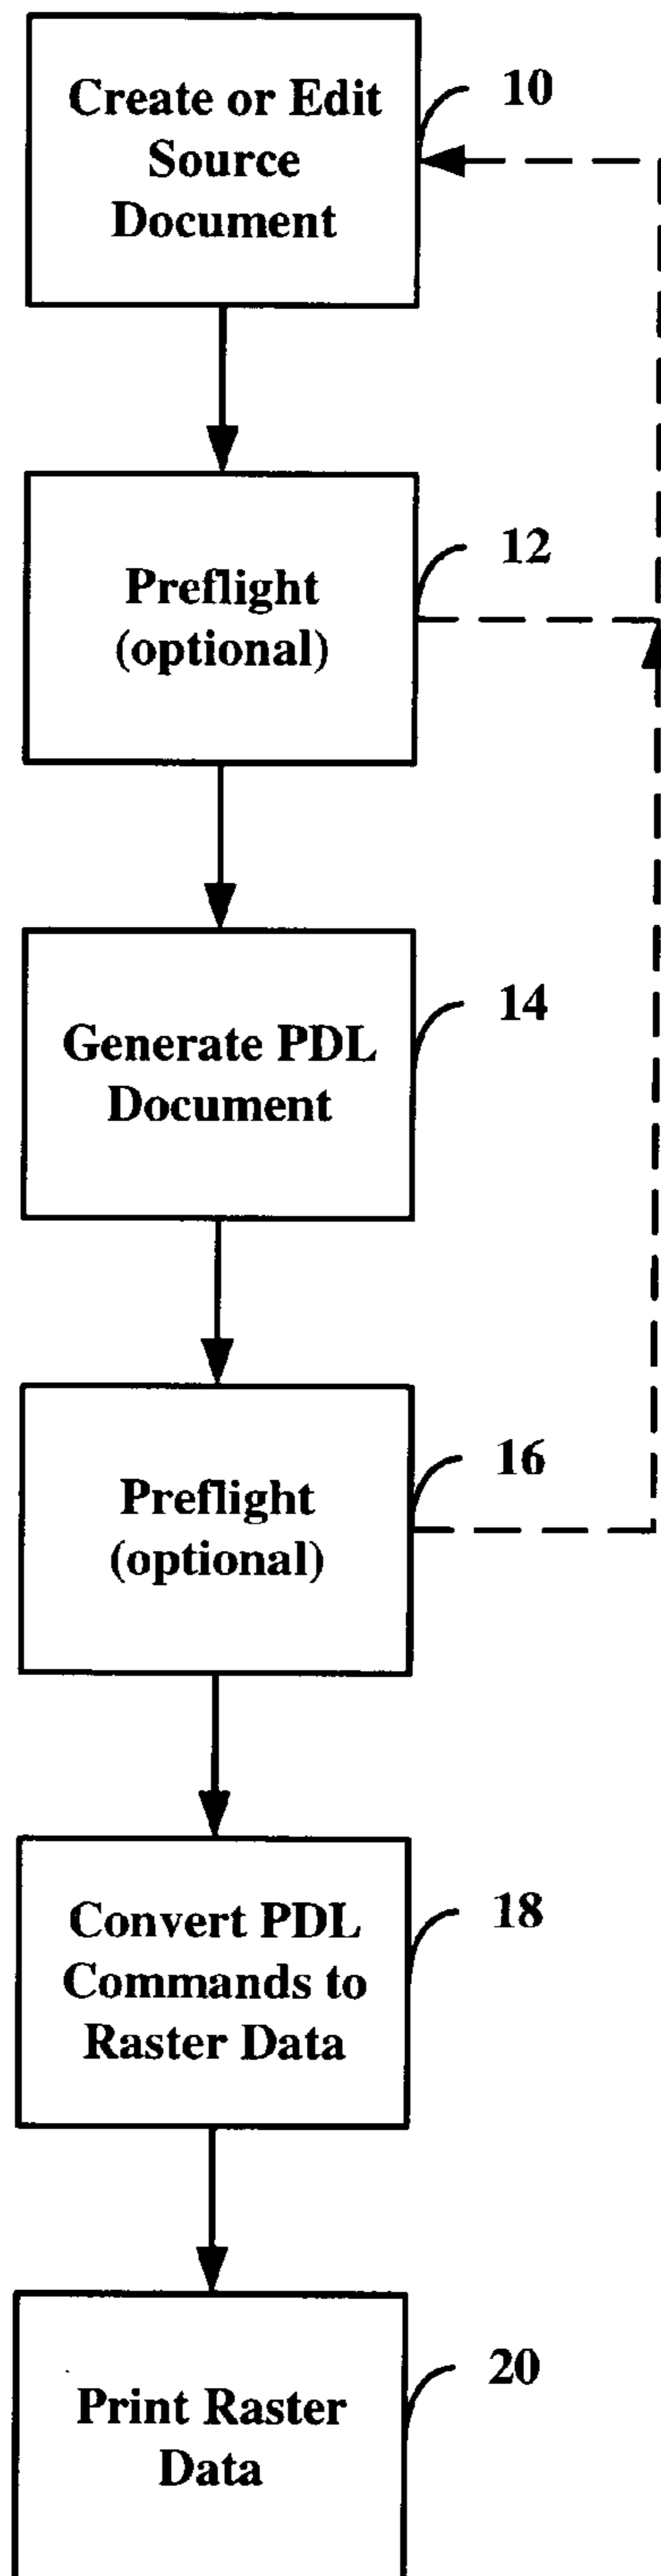 Create or Edit
Source
Document
10
Preflight
(optional)
12
Generate PDL
Document
14
Preflight
(optional)
16
Convert PDL
Commands to
Raster Data
18
Print Raster
Data
20